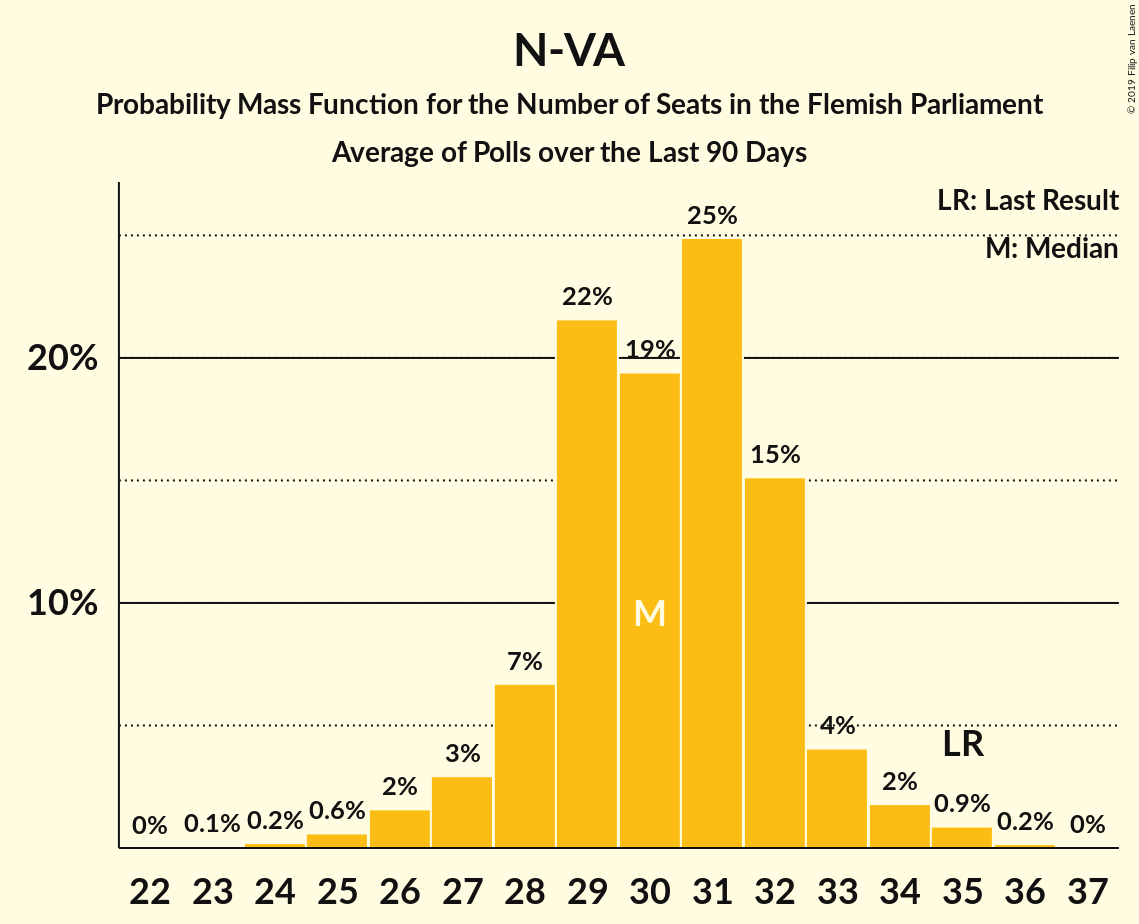 N-VA
Probability Mass Function for the Number of Seats in the Flemish Parliament
Average of Polls over the Last 90 Days
© 2019 Filip van Laenen
LR: Last Result
M: Median
25%
22%
19%
20%
15%
M
10%
7%
4%
LR
3%
2%
2%
0.9%
0.6%
0% 0.1% 0.2%
0.2% 0%
22 23 24 25 26 27 28 29 30 31 32 33 34 35 36 37